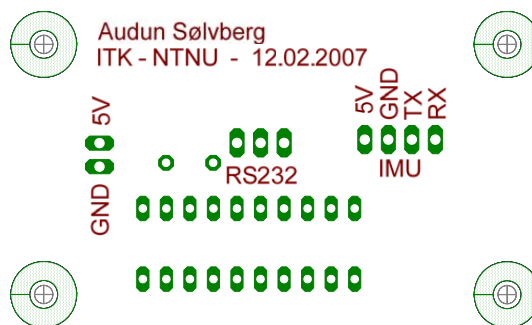 Audun Sølvberg
ITK - NTNU - 12.02.2007
5V
GND
RS232
5V
GND
TX
RX
IMU